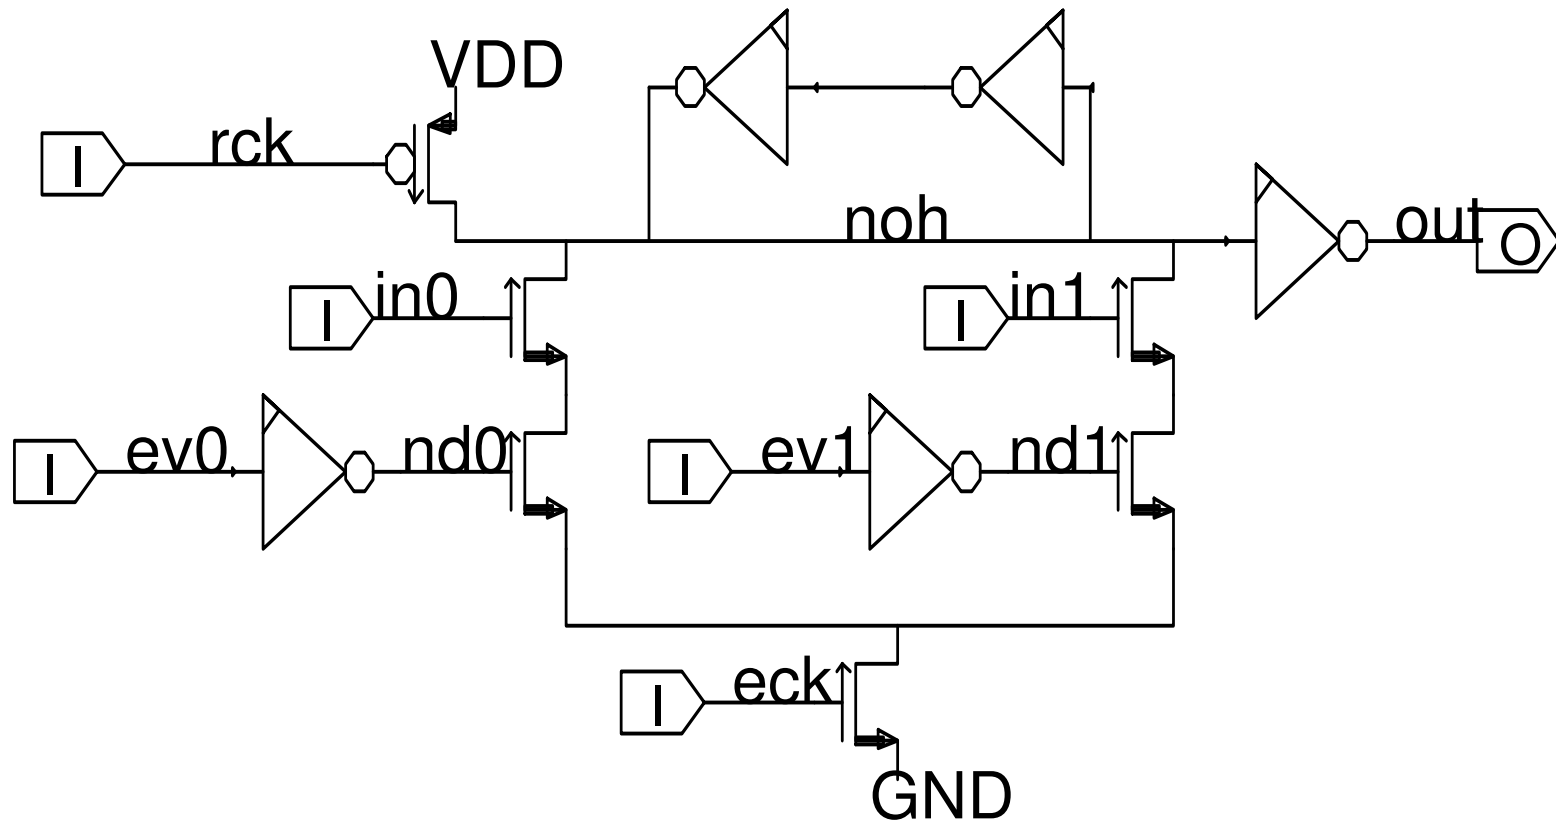 VDD
I rck
noh
out O
I in0
I in1
I ev0
nd0
I ev1
nd1
I eck
GND